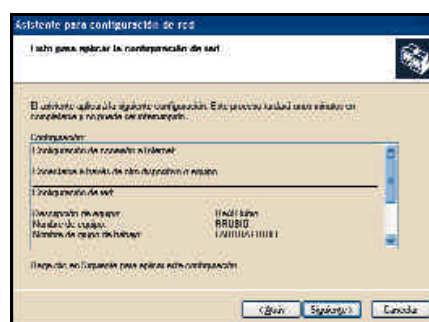 Asistente para configuración de red
Listo para aplicar la configuración de red
El asistente aplicará la siguiente configuración. Este proceso tardará unos minutos en
completarse y no puede ser interrumpido.
Configuración:
Configuración de conexión a Internet:
Conectarse a través de otro dispositivo o equipo
Configuración de red:
Descripción de equipo: Raúl Rubio
Nombre de equipo: RRUBIO
Nombre de grupo de trabajo:
Haga clic en Siguiente para aplicar esta configuración.
< Atrás Siguiente > Cancelar